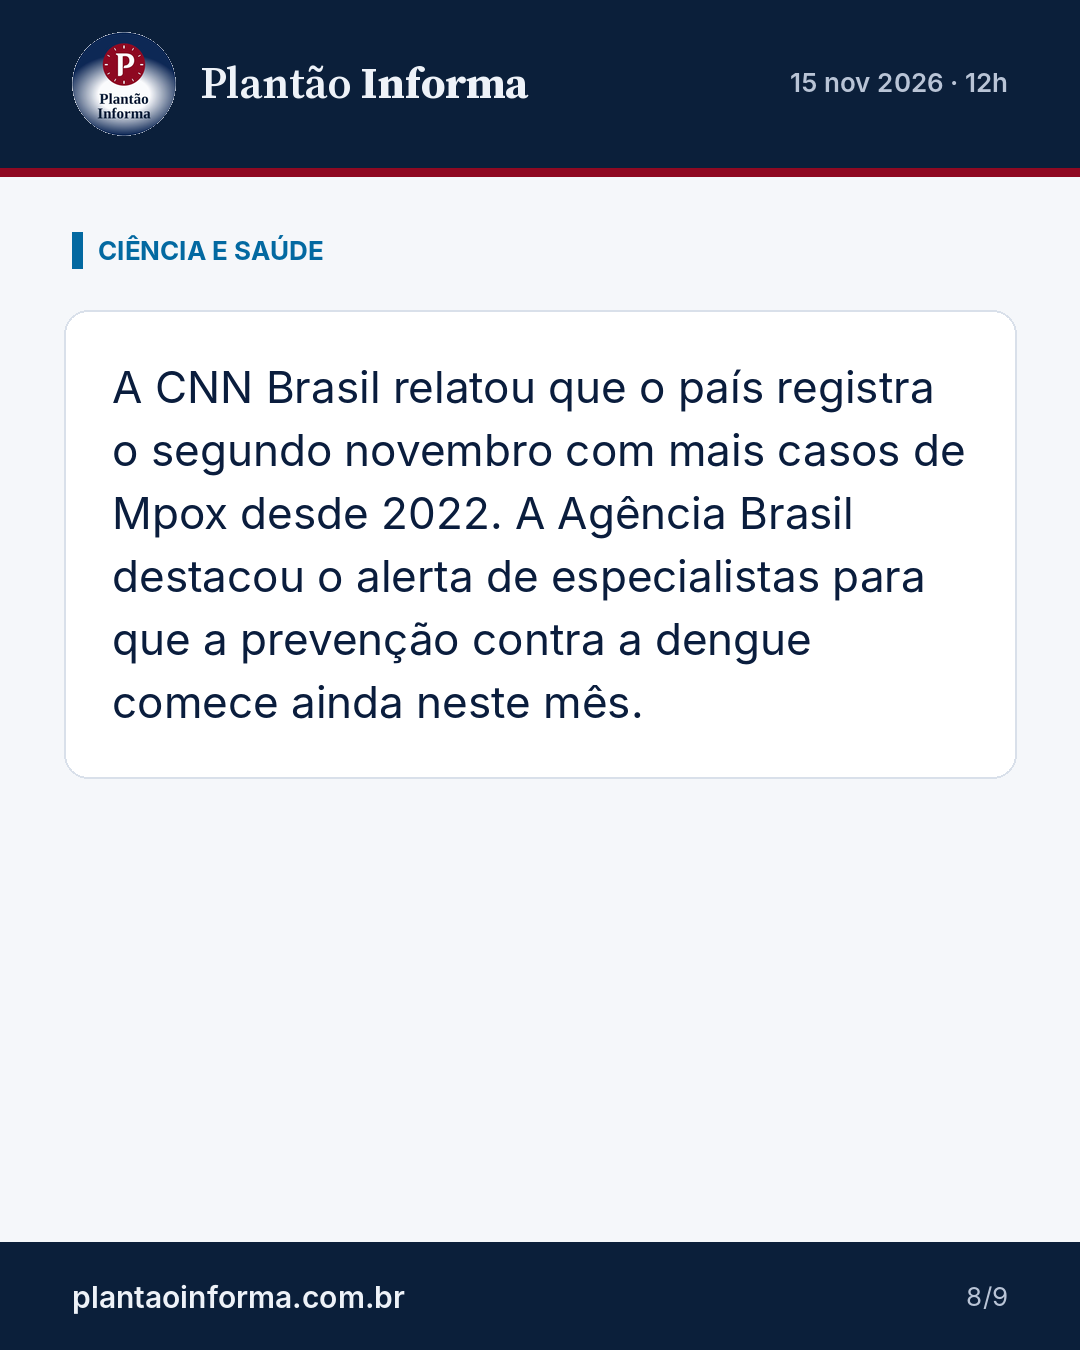 P
Plantão
Informa
Plantão Informa
15 nov 2026 · 12h
CIÊNCIA E SAÚDE
A CNN Brasil relatou que o país registra
o segundo novembro com mais casos de
Mpox desde 2022. A Agência Brasil
destacou o alerta de especialistas para
que a prevenção contra a dengue
comece ainda neste mês.
plantaoinforma.com.br
8/9